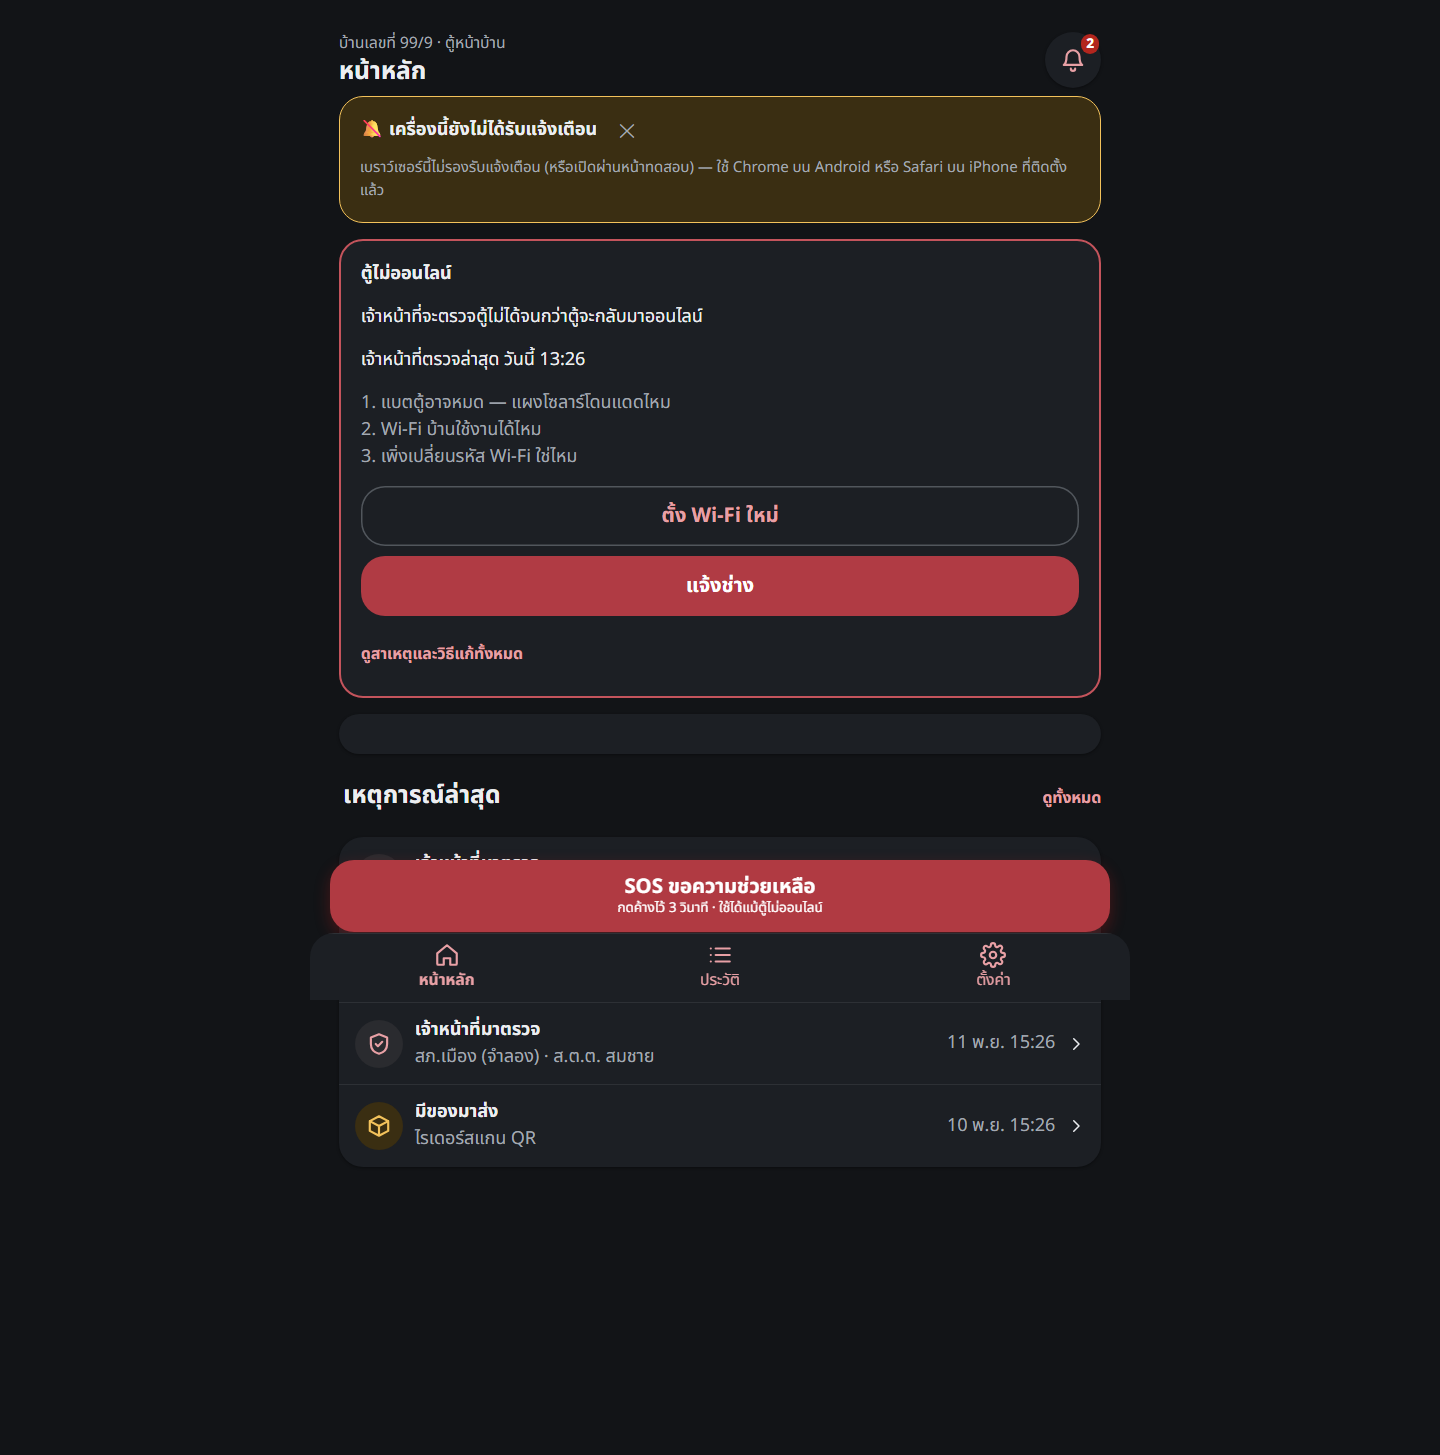 บ้านเลขที่ 99/9 · ตู้หน้าบ้าน
หน้าหลัก
2
เครื่องนี้ยังไม่ได้รับแจ้งเตือน
เบราว์เซอร์นี้ไม่รองรับแจ้งเตือน (หรือเปิดผ่านหน้าทดสอบ) — ใช้ Chrome บน Android หรือ Safari บน iPhone ที่ติดตั้ง
แล้ว
ตู้ไม่ออนไลน์
เจ้าหน้าที่จะตรวจตู้ไม่ได้จนกว่าตู้จะกลับมาออนไลน์
เจ้าหน้าที่ตรวจล่าสุด วันนี้ 13:26
1. แบตตู้อาจหมด — แผงโซลาร์โดนแดดไหม
2. Wi-Fi บ้านใช้งานได้ไหม
3. เพิ่งเปลี่ยนรหัส Wi-Fi ใช่ไหม
ตั้ง Wi-Fi ใหม่
แจ้งช่าง
ดูสาเหตุและวิธีแก้ทั้งหมด
เหตุการณ์ล่าสุด
ดูทั้งหมด
SOS ขอความช่วยเหลือ
กดค้างไว้ 3 วินาที · ใช้ได้แม้ตู้ไม่ออนไลน์
หน้าหลัก
ประวัติ
ตั้งค่า
เจ้าหน้าที่มาตรวจ
สภ.เมือง (จำลอง) · ส.ต.ต. สมชาย
11 พ.ย. 15:26
มีของมาส่ง
ไรเดอร์สแกน QR
10 พ.ย. 15:26